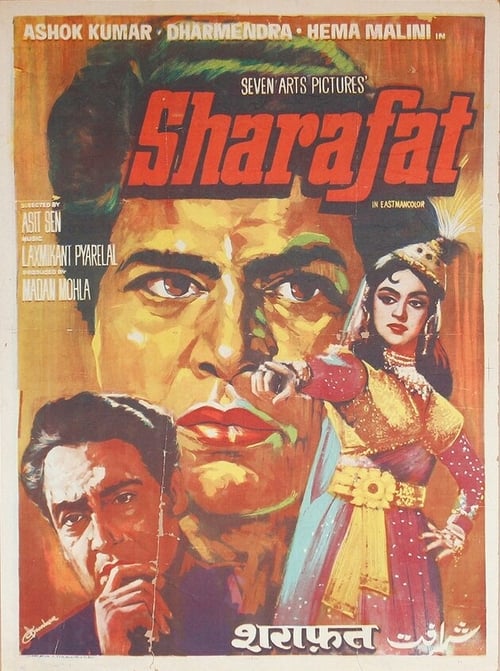 ASHOK KUMAR · DHARMENDRA · HEMA MALINI IN
SEVEN ARTS PICTURES'
Sharafat
IN EASTMANCOLOR
DIRECTED BY
ASIT SEN
MUSIC
LAXMIKANT PYARELAL
PRODUCED BY
MADAN MOHLA
शराफ़त شرافت